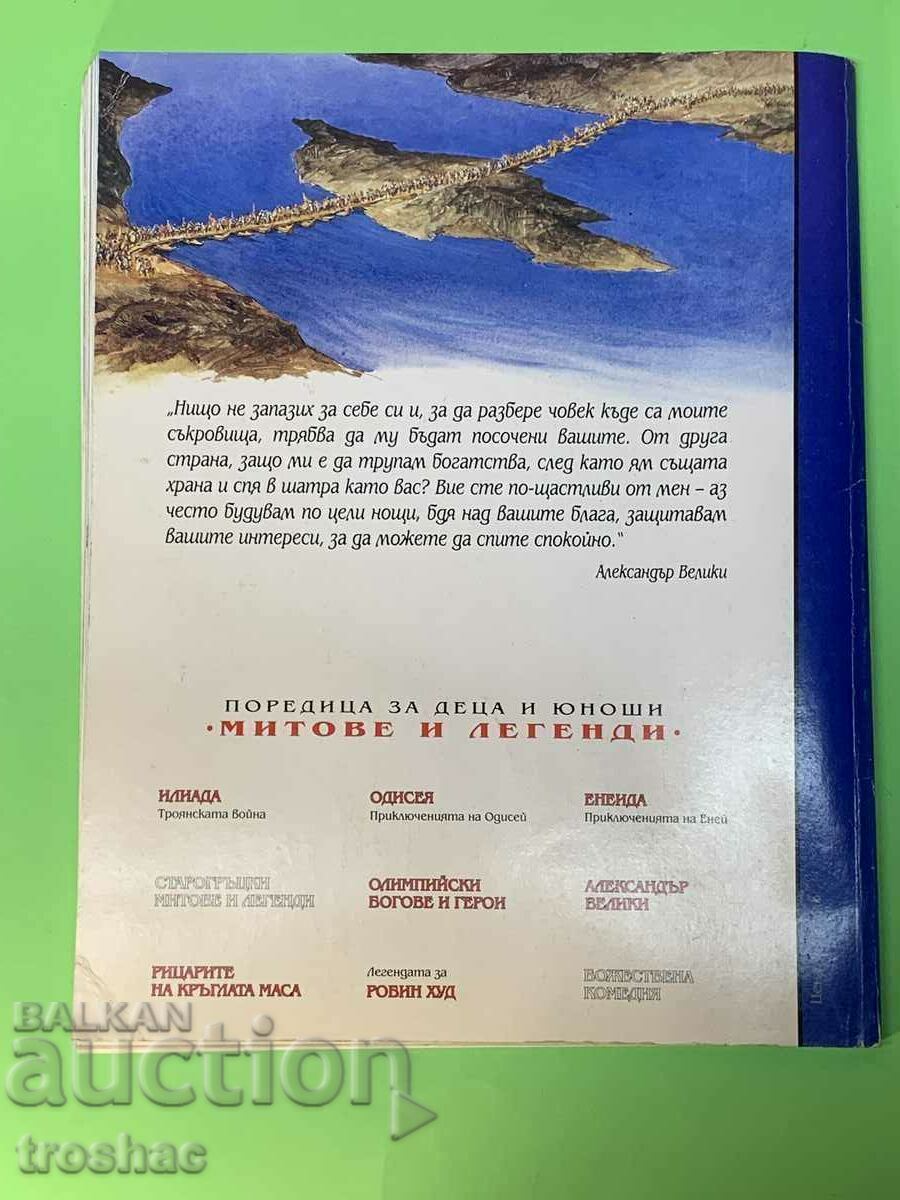 „Нищо не запазих за себе си и, за да разбере човек къде са моите
съкровища, трябва да му бъдат посочени вашите. От друга
страна, защо ми е да трупам богатства, след като ям същата
храна и спя в шатра като вас? Вие сте по-щастливи от мен – аз
често будувам по цели нощи, бдя над вашите блага, защитавам
вашите интереси, за да можете да спите спокойно.“
Александър Велики
ПОРЕДИЦА ЗА ДЕЦА И ЮНОШИ
·МИТОВЕ И ЛЕГЕНДИ·
ИЛИАДА
Троянската война
ОДИСЕЯ
Приключенията на Одисей
ЕНЕИДА
Приключенията на Еней
СТАРОГРЪЦКИ
МИТОВЕ И ЛЕГЕНДИ
ОЛИМПИЙСКИ
БОГОВЕ И ГЕРОИ
АЛЕКСАНДЪР
ВЕЛИКИ
РИЦАРИТЕ
НА КРЪГЛАТА МАСА
Легендата за
РОБИН ХУД
БОЖЕСТВЕНА
КОМЕДИЯ
BALKAN
auction
troshac